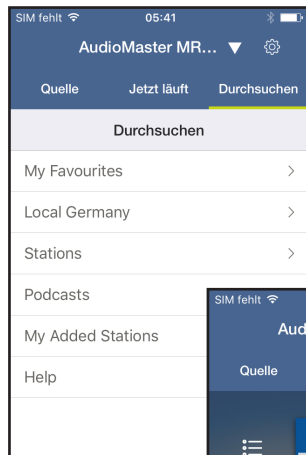 SIM fehlt 05:41
AudioMaster MR... ▼
Quelle Jetzt läuft Durchsuchen
Durchsuchen
My Favourites
Local Germany
Stations
Podcasts
My Added Stations
Help
SIM fehlt
Aud
Quelle